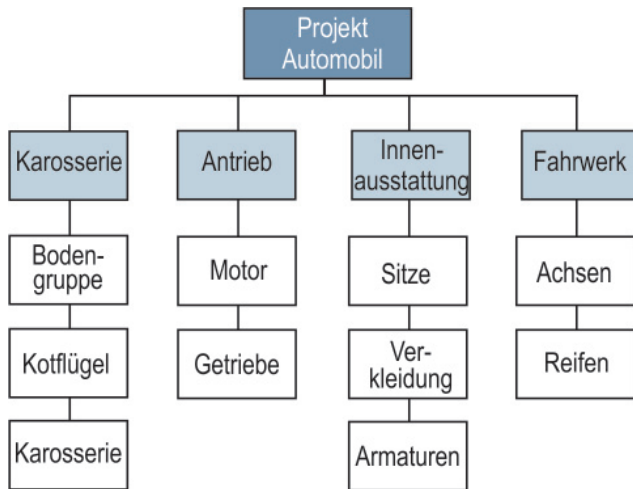 Projekt
Automobil
Karosserie
Antrieb
Innen-
ausstattung
Fahrwerk
Boden-
gruppe
Motor
Sitze
Achsen
Kotflügel
Getriebe
Ver-
kleidung
Reifen
Karosserie
Armaturen